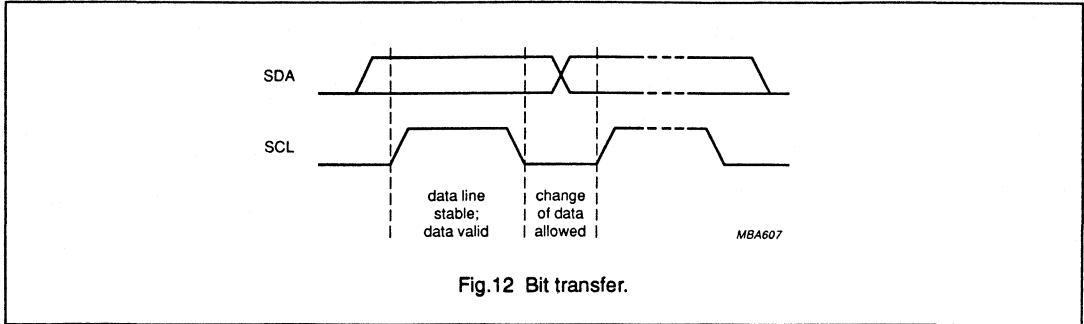 SDA
SCL
data line
stable;
data valid
change
of data
allowed
MBA607
Fig.12 Bit transfer.